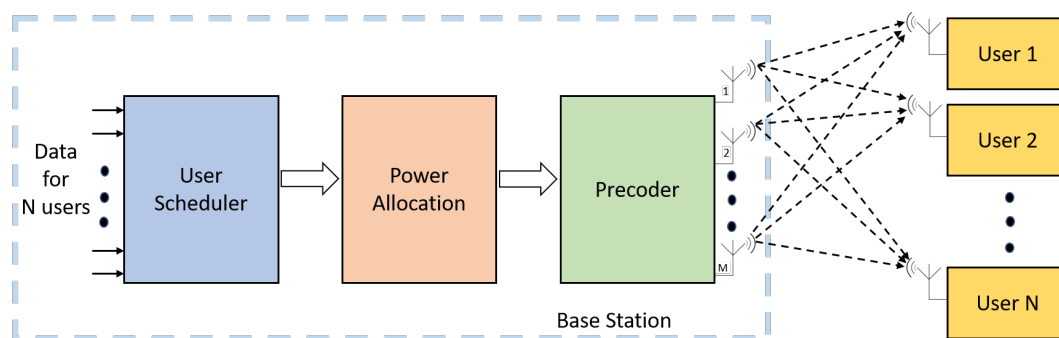 Data
for
N users
User
Scheduler
Power
Allocation
Precoder
1
2
M
Base Station
User 1
User 2
User N